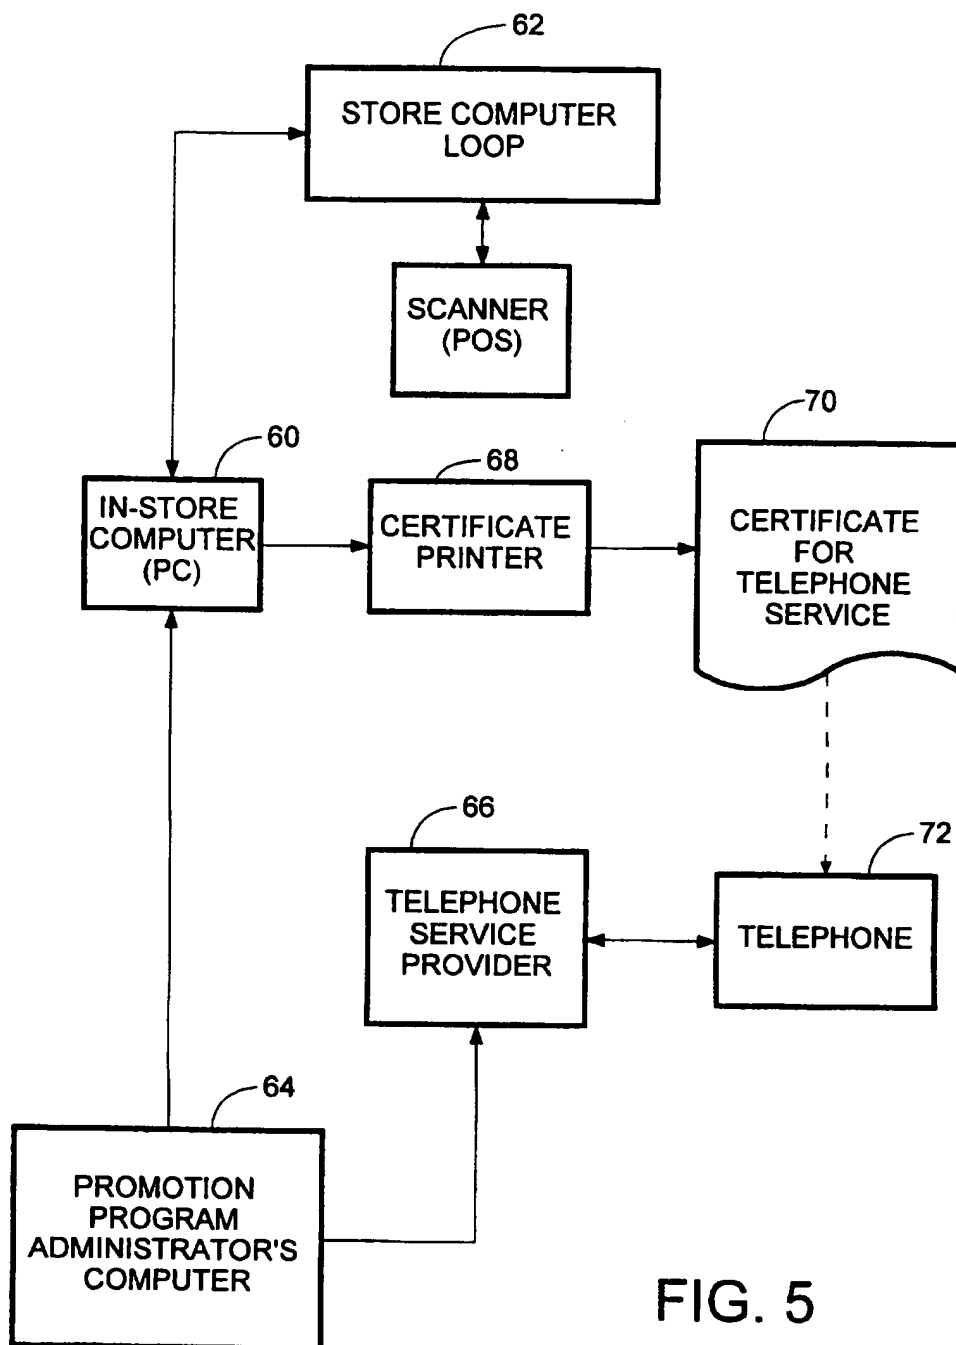 62
STORE COMPUTER
LOOP
SCANNER
(POS)
60
IN-STORE
COMPUTER
(PC)
68
CERTIFICATE
PRINTER
70
CERTIFICATE
FOR
TELEPHONE
SERVICE
66
TELEPHONE
SERVICE
PROVIDER
72
TELEPHONE
64
PROMOTION
PROGRAM
ADMINISTRATOR'S
COMPUTER
FIG. 5